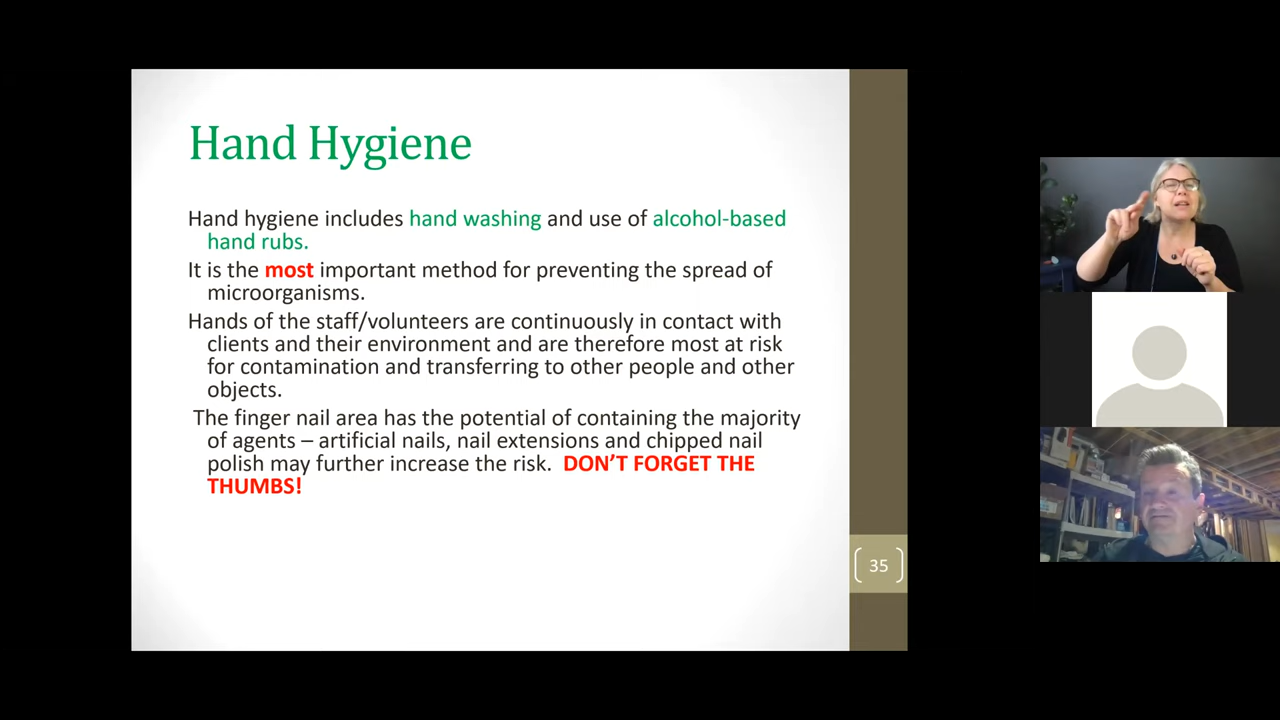 Hand Hygiene
Hand hygiene includes hand washing and use of alcohol-based
hand rubs.
It is the most important method for preventing the spread of
microorganisms.
Hands of the staff/volunteers are continuously in contact with
clients and their environment and are therefore most at risk
for contamination and transferring to other people and other
objects.
The finger nail area has the potential of containing the majority
of agents – artificial nails, nail extensions and chipped nail
polish may further increase the risk. DON’T FORGET THE
THUMBS!
35